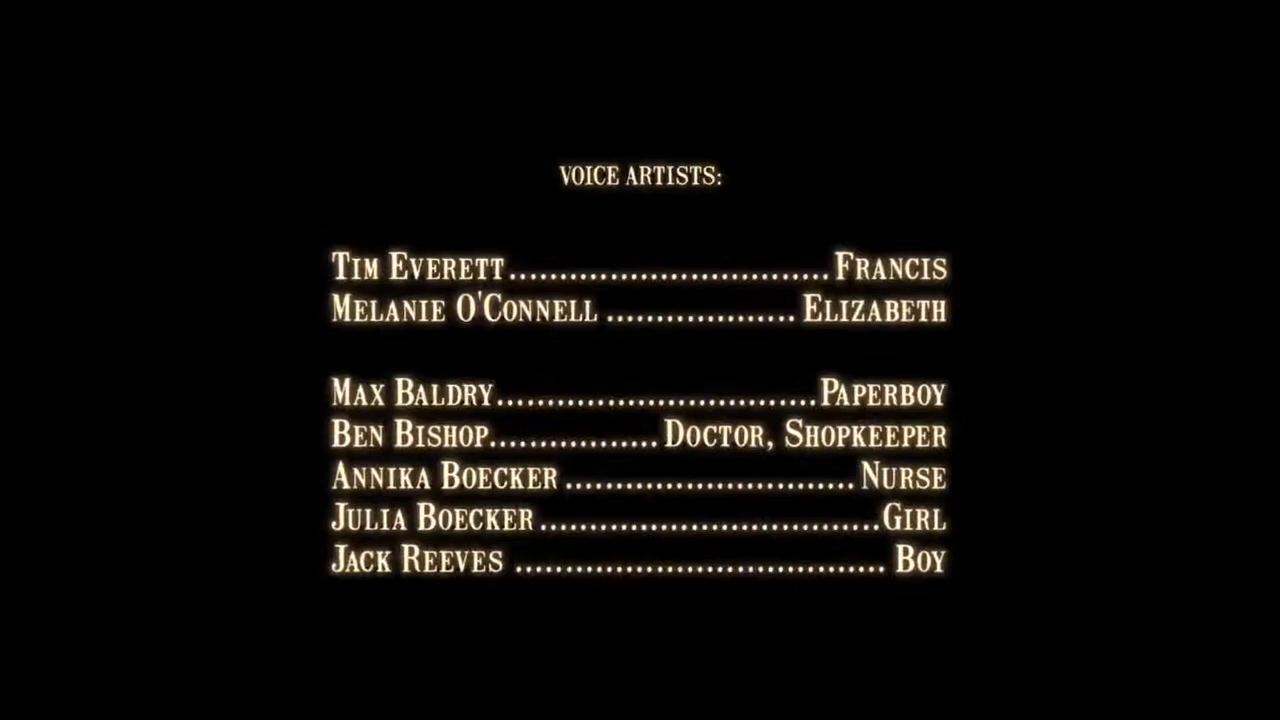 VOICE ARTISTS:
TIM EVERETT................................FRANCIS
MELANIE O'CONNELL ................... ELIZABETH
MAX BALDRY................................PAPERBOY
BEN BISHOP.................DOCTOR, SHOPKEEPER
ANNIKA BOECKER .............................NURSE
JULIA BOECKER ..................................GIRL
JACK REEVES ..................................... BOY